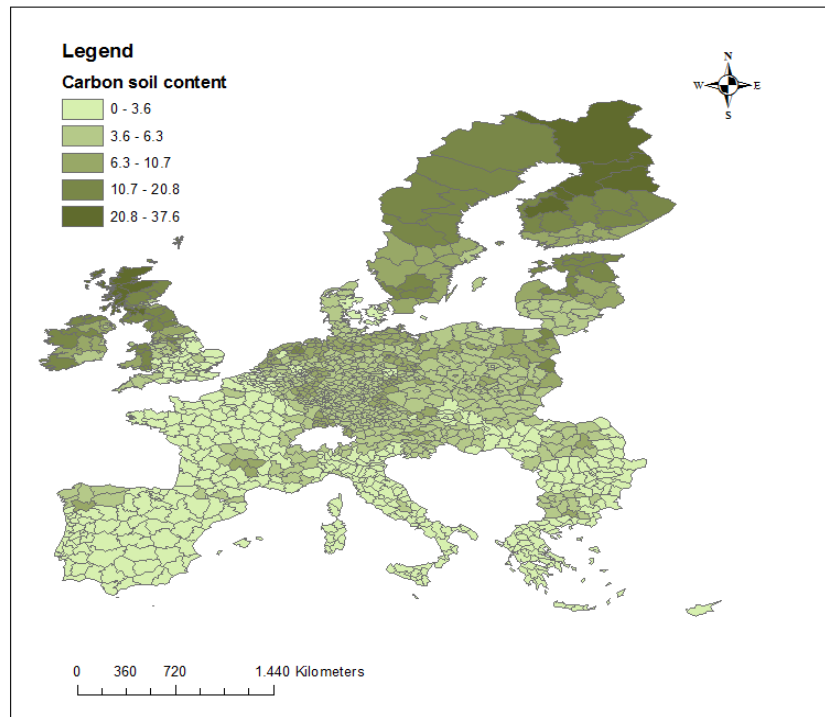 Legend
Carbon soil content
0 - 3.6
3.6 - 6.3
6.3 - 10.7
10.7 - 20.8
20.8 - 37.6
N
W E
S
0 360 720 1.440 Kilometers